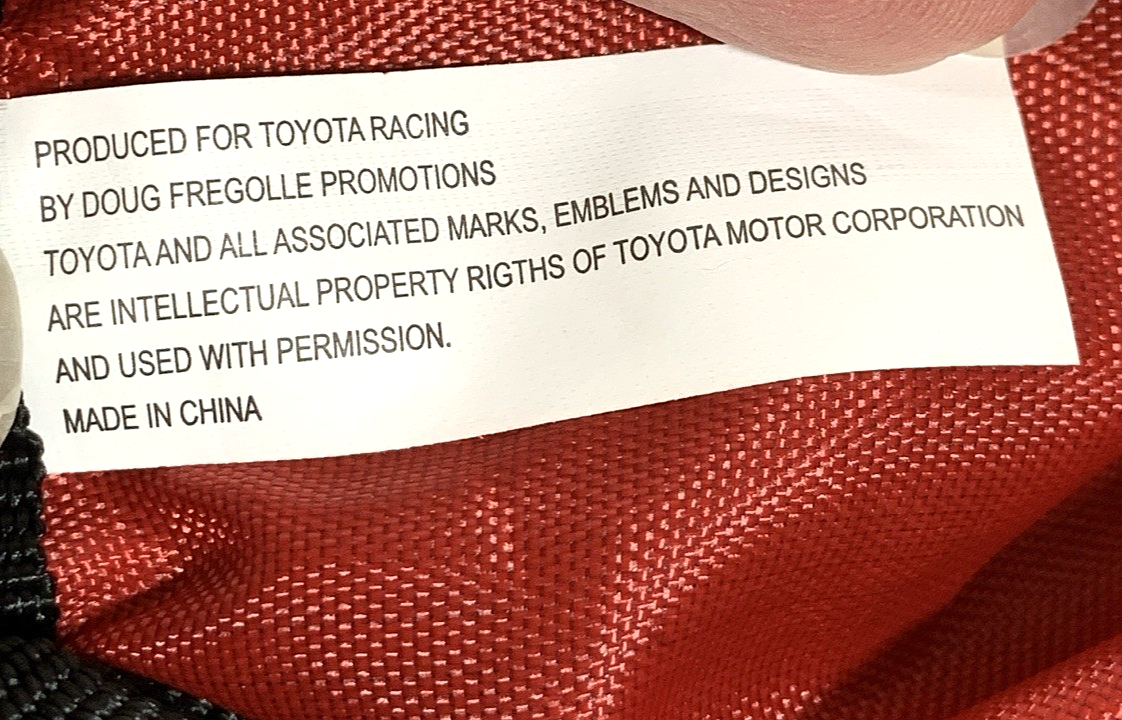 PRODUCED FOR TOYOTA RACING
BY DOUG FREGOLLE PROMOTIONS
TOYOTA AND ALL ASSOCIATED MARKS, EMBLEMS AND DESIGNS
ARE INTELLECTUAL PROPERTY RIGTHS OF TOYOTA MOTOR CORPORATION
AND USED WITH PERMISSION.
MADE IN CHINA